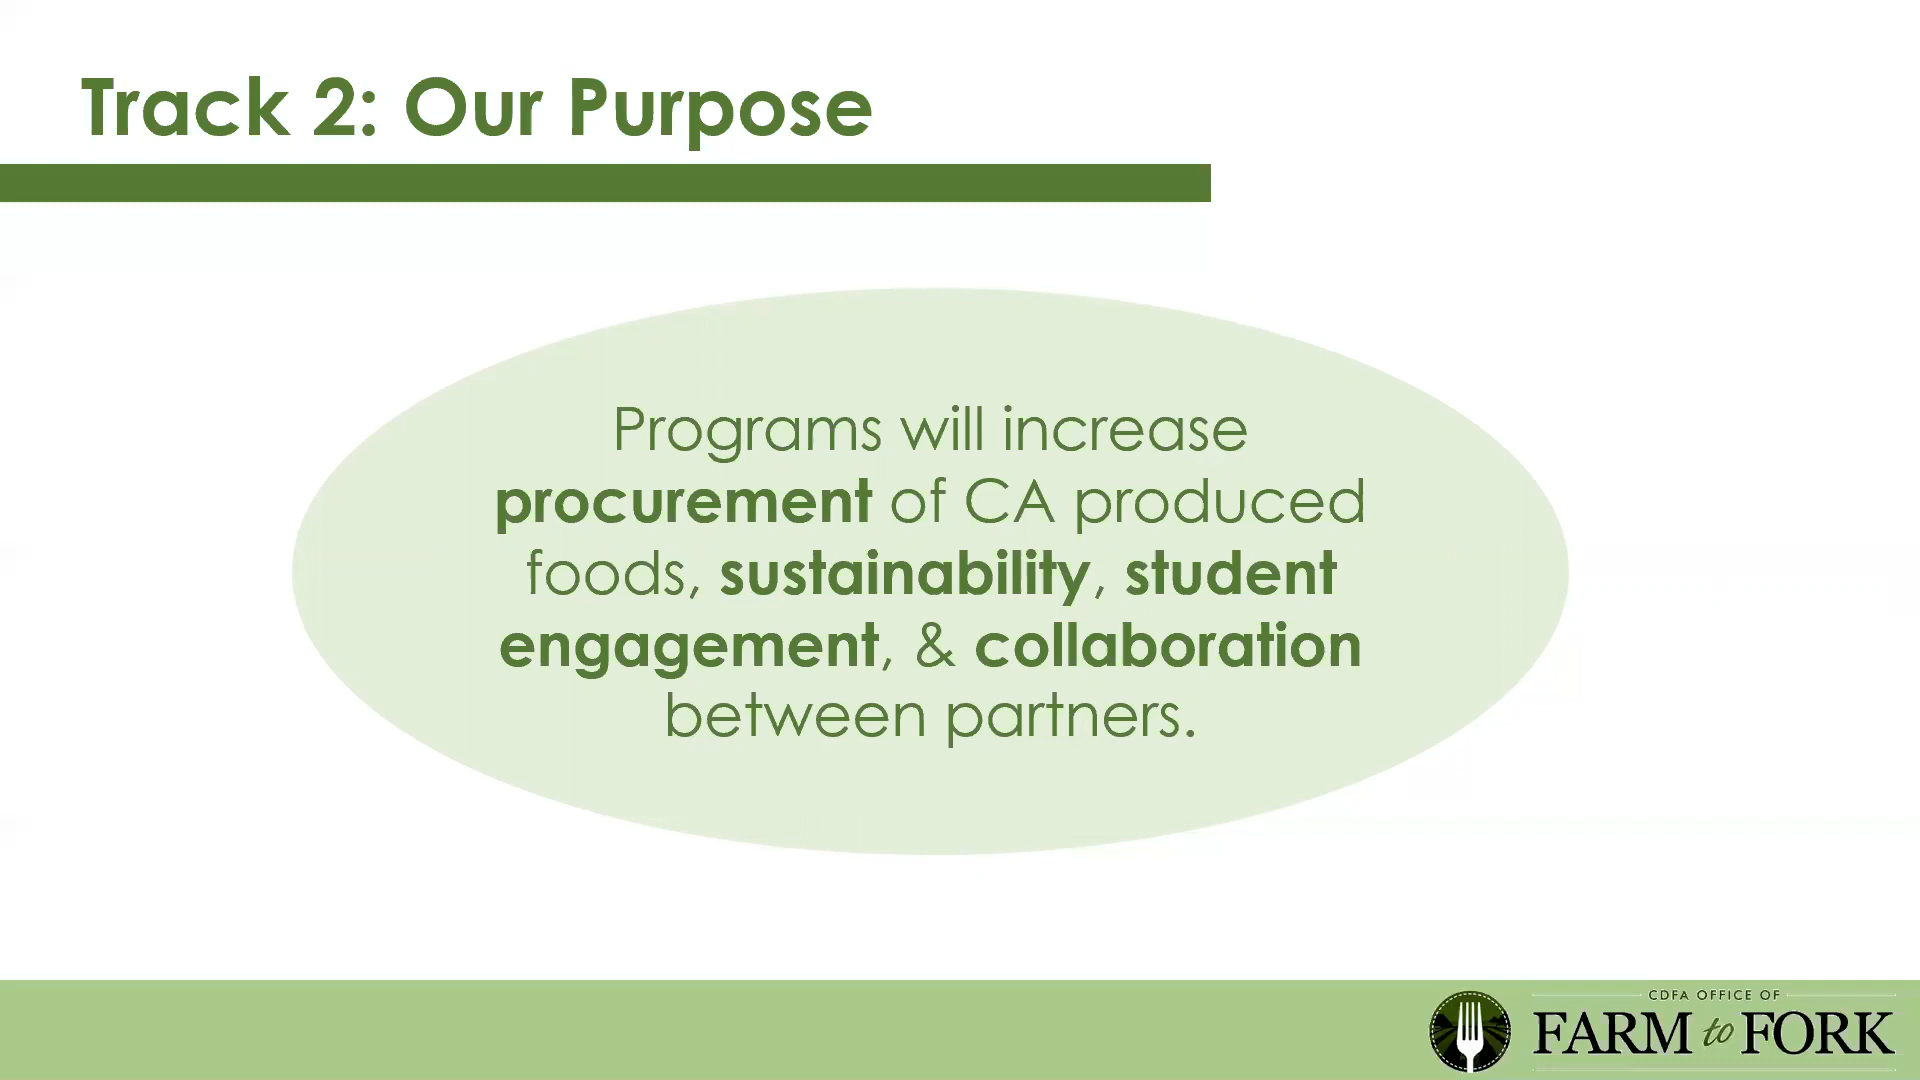 Track 2: Our Purpose
Programs will increase
procurement of CA produced
foods, sustainability, student
engagement, & collaboration
between partners.
CDFA OFFICE OF
FARM to FORK